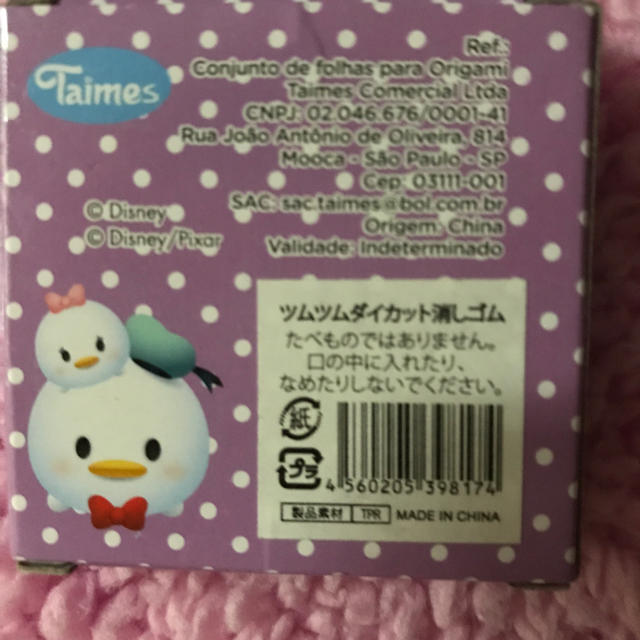 Taimes
Ref.:
Conjunto de folhas para Origami
Taimes Comercial Ltda
CNPJ: 02.046.676/0001-41
Rua João Antônio de Oliveira, 814
Mooca - São Paulo - SP
Cep: 03111-001
SAC: sac.taimes@bol.com.br
Origem: China
Validade: Indeterminado
©Disney
©Disney/Pixar
ツムツムダイカット消しゴム
たべものではありません。
口の中に入れたり、
なめたりしないでください。
紙
プラ
4 560205 398174
製品素材 TPR MADE IN CHINA